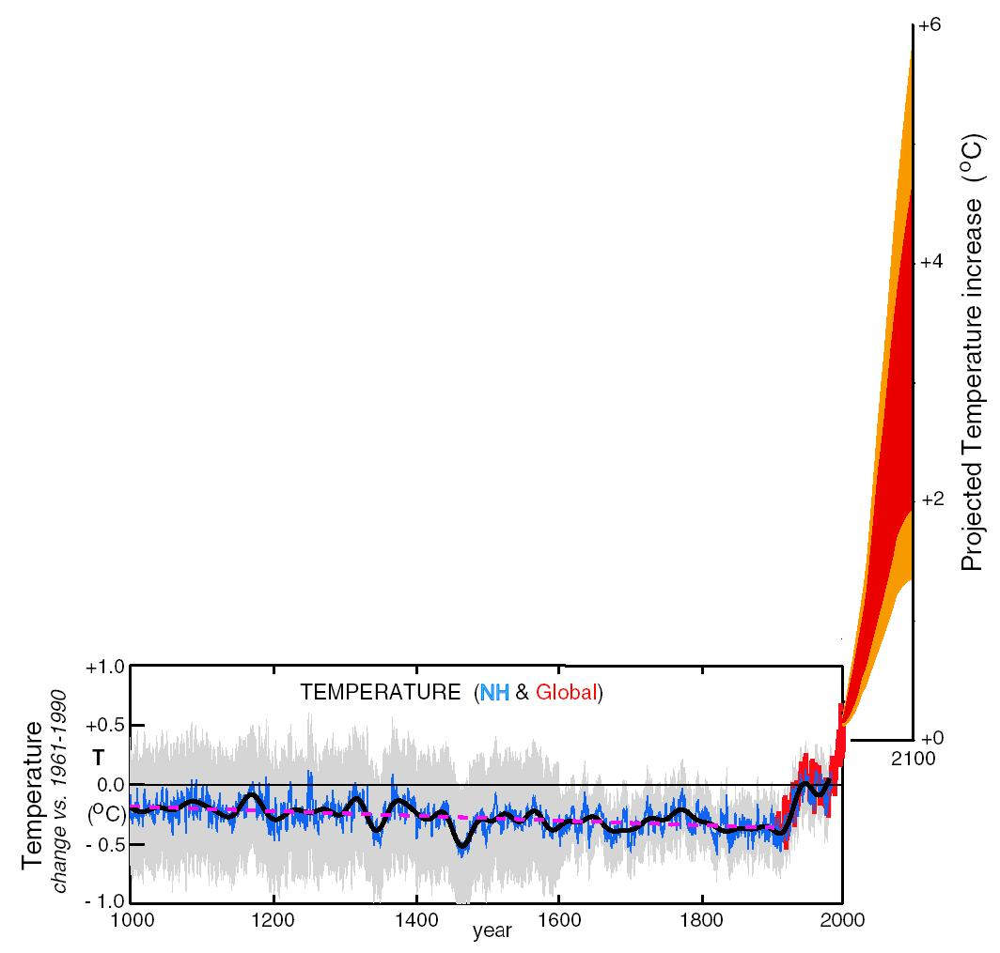 +6
+4
+2
+0
2100
Projected Temperature increase (°C)
TEMPERATURE (NH & Global)
+1.0
+0.5
T
0.0
(°C)
- 0.5
- 1.0
Temperature
change vs. 1961-1990
1000 1200 1400 1600 1800 2000
year